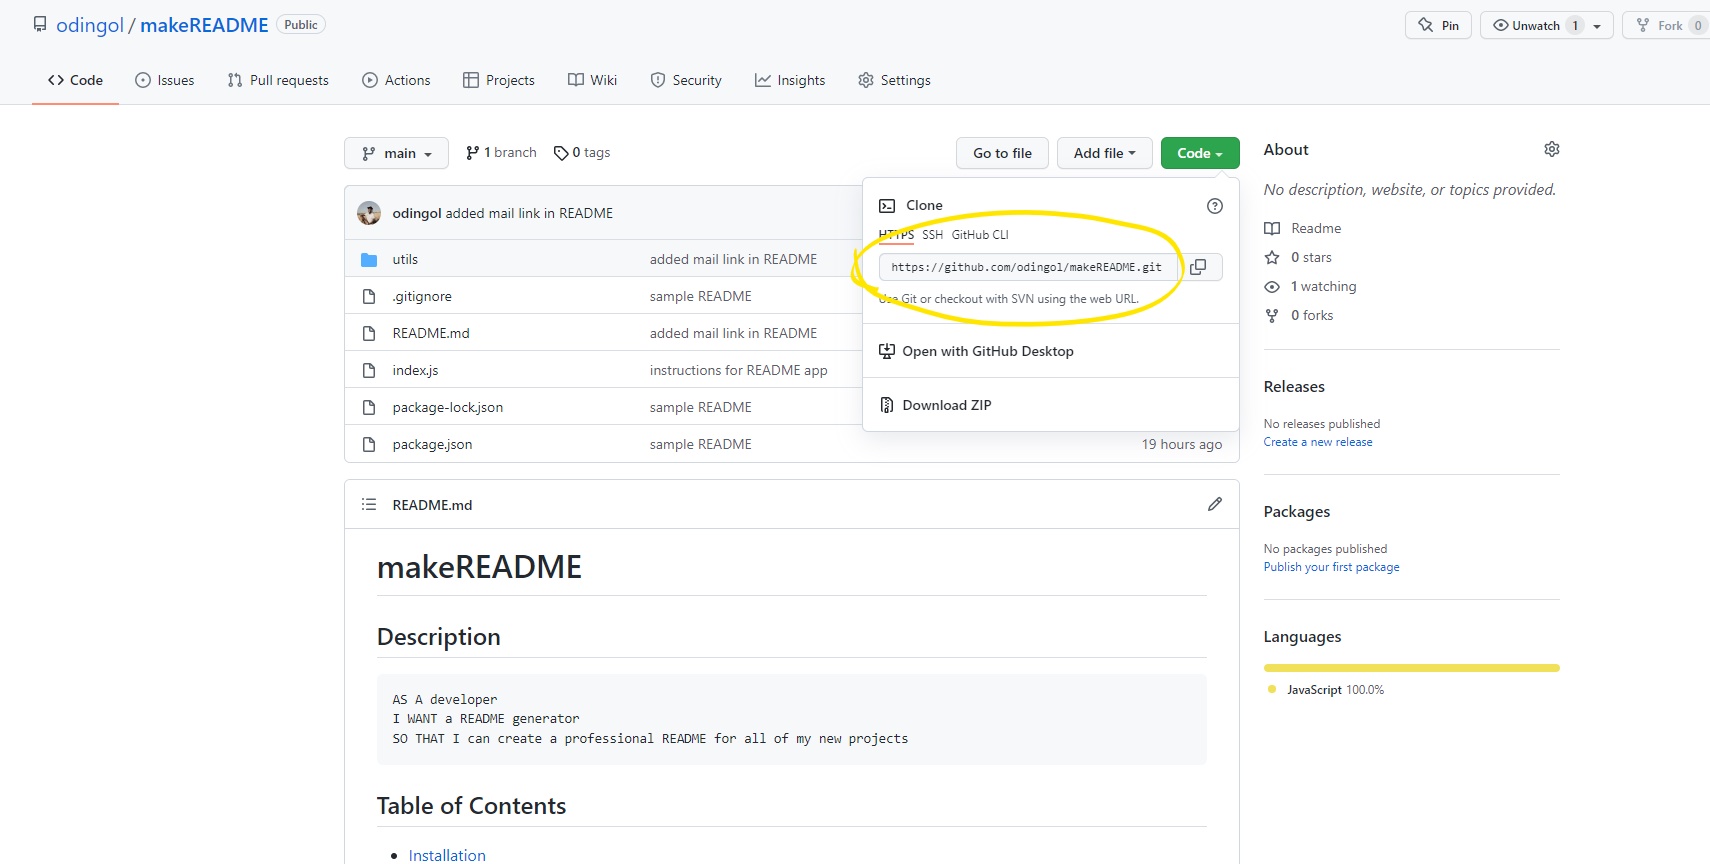 odingol / makeREADME Public
Pin
Unwatch 1
Fork 0
Code
Issues
Pull requests
Actions
Projects
Wiki
Security
Insights
Settings
main
1 branch
0 tags
Go to file
Add file
Code
odingol added mail link in README
utils added mail link in README
.gitignore sample README
README.md added mail link in README
index.js instructions for README app
package-lock.json sample README
package.json sample README 19 hours ago
Clone
HTTPS SSH GitHub CLI
https://github.com/odingol/makeREADME.git
Use Git or checkout with SVN using the web URL.
Open with GitHub Desktop
Download ZIP
README.md
makeREADME
Description
AS A developer
I WANT a README generator
SO THAT I can create a professional README for all of my new projects
Table of Contents
Installation
About
No description, website, or topics provided.
Readme
0 stars
1 watching
0 forks
Releases
No releases published
Create a new release
Packages
No packages published
Publish your first package
Languages
JavaScript 100.0%